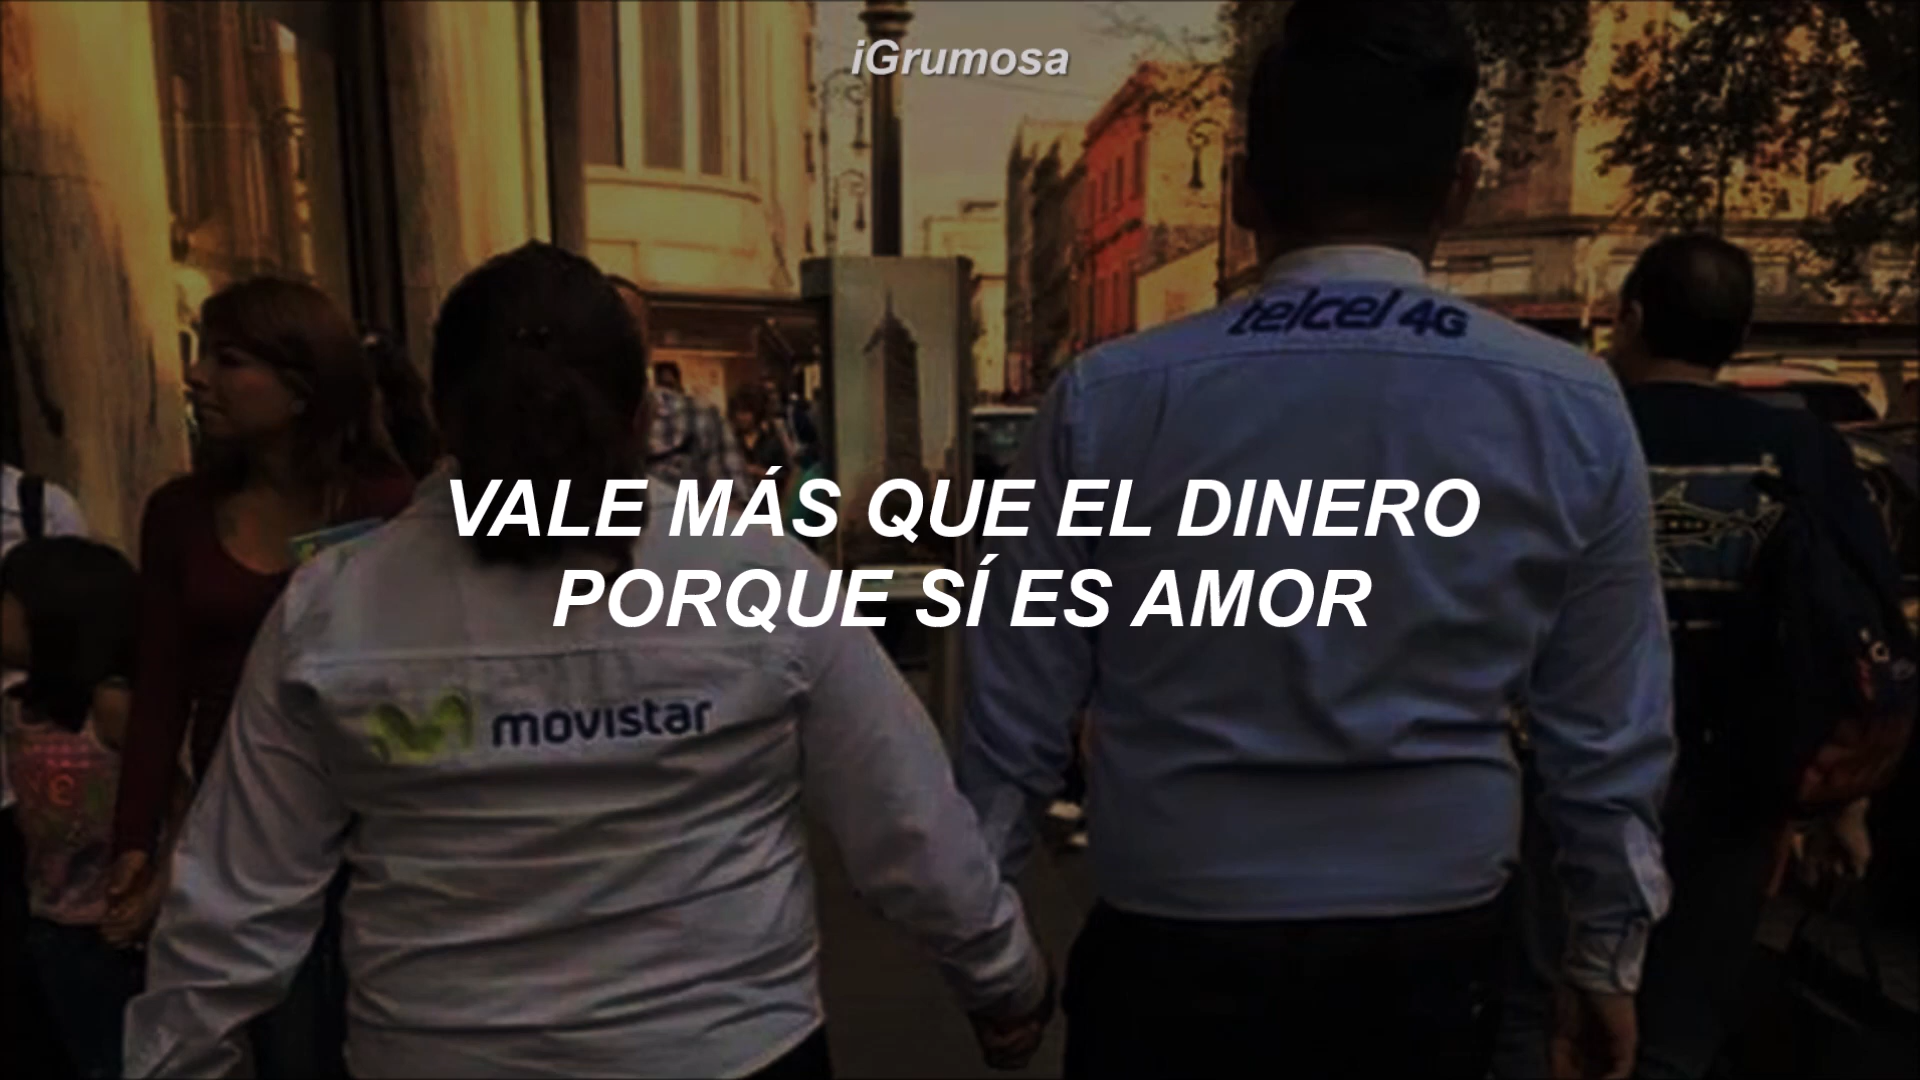 iGrumosa
telcel 4G
VALE MÁS QUE EL DINERO
PORQUE SÍ ES AMOR
movistar